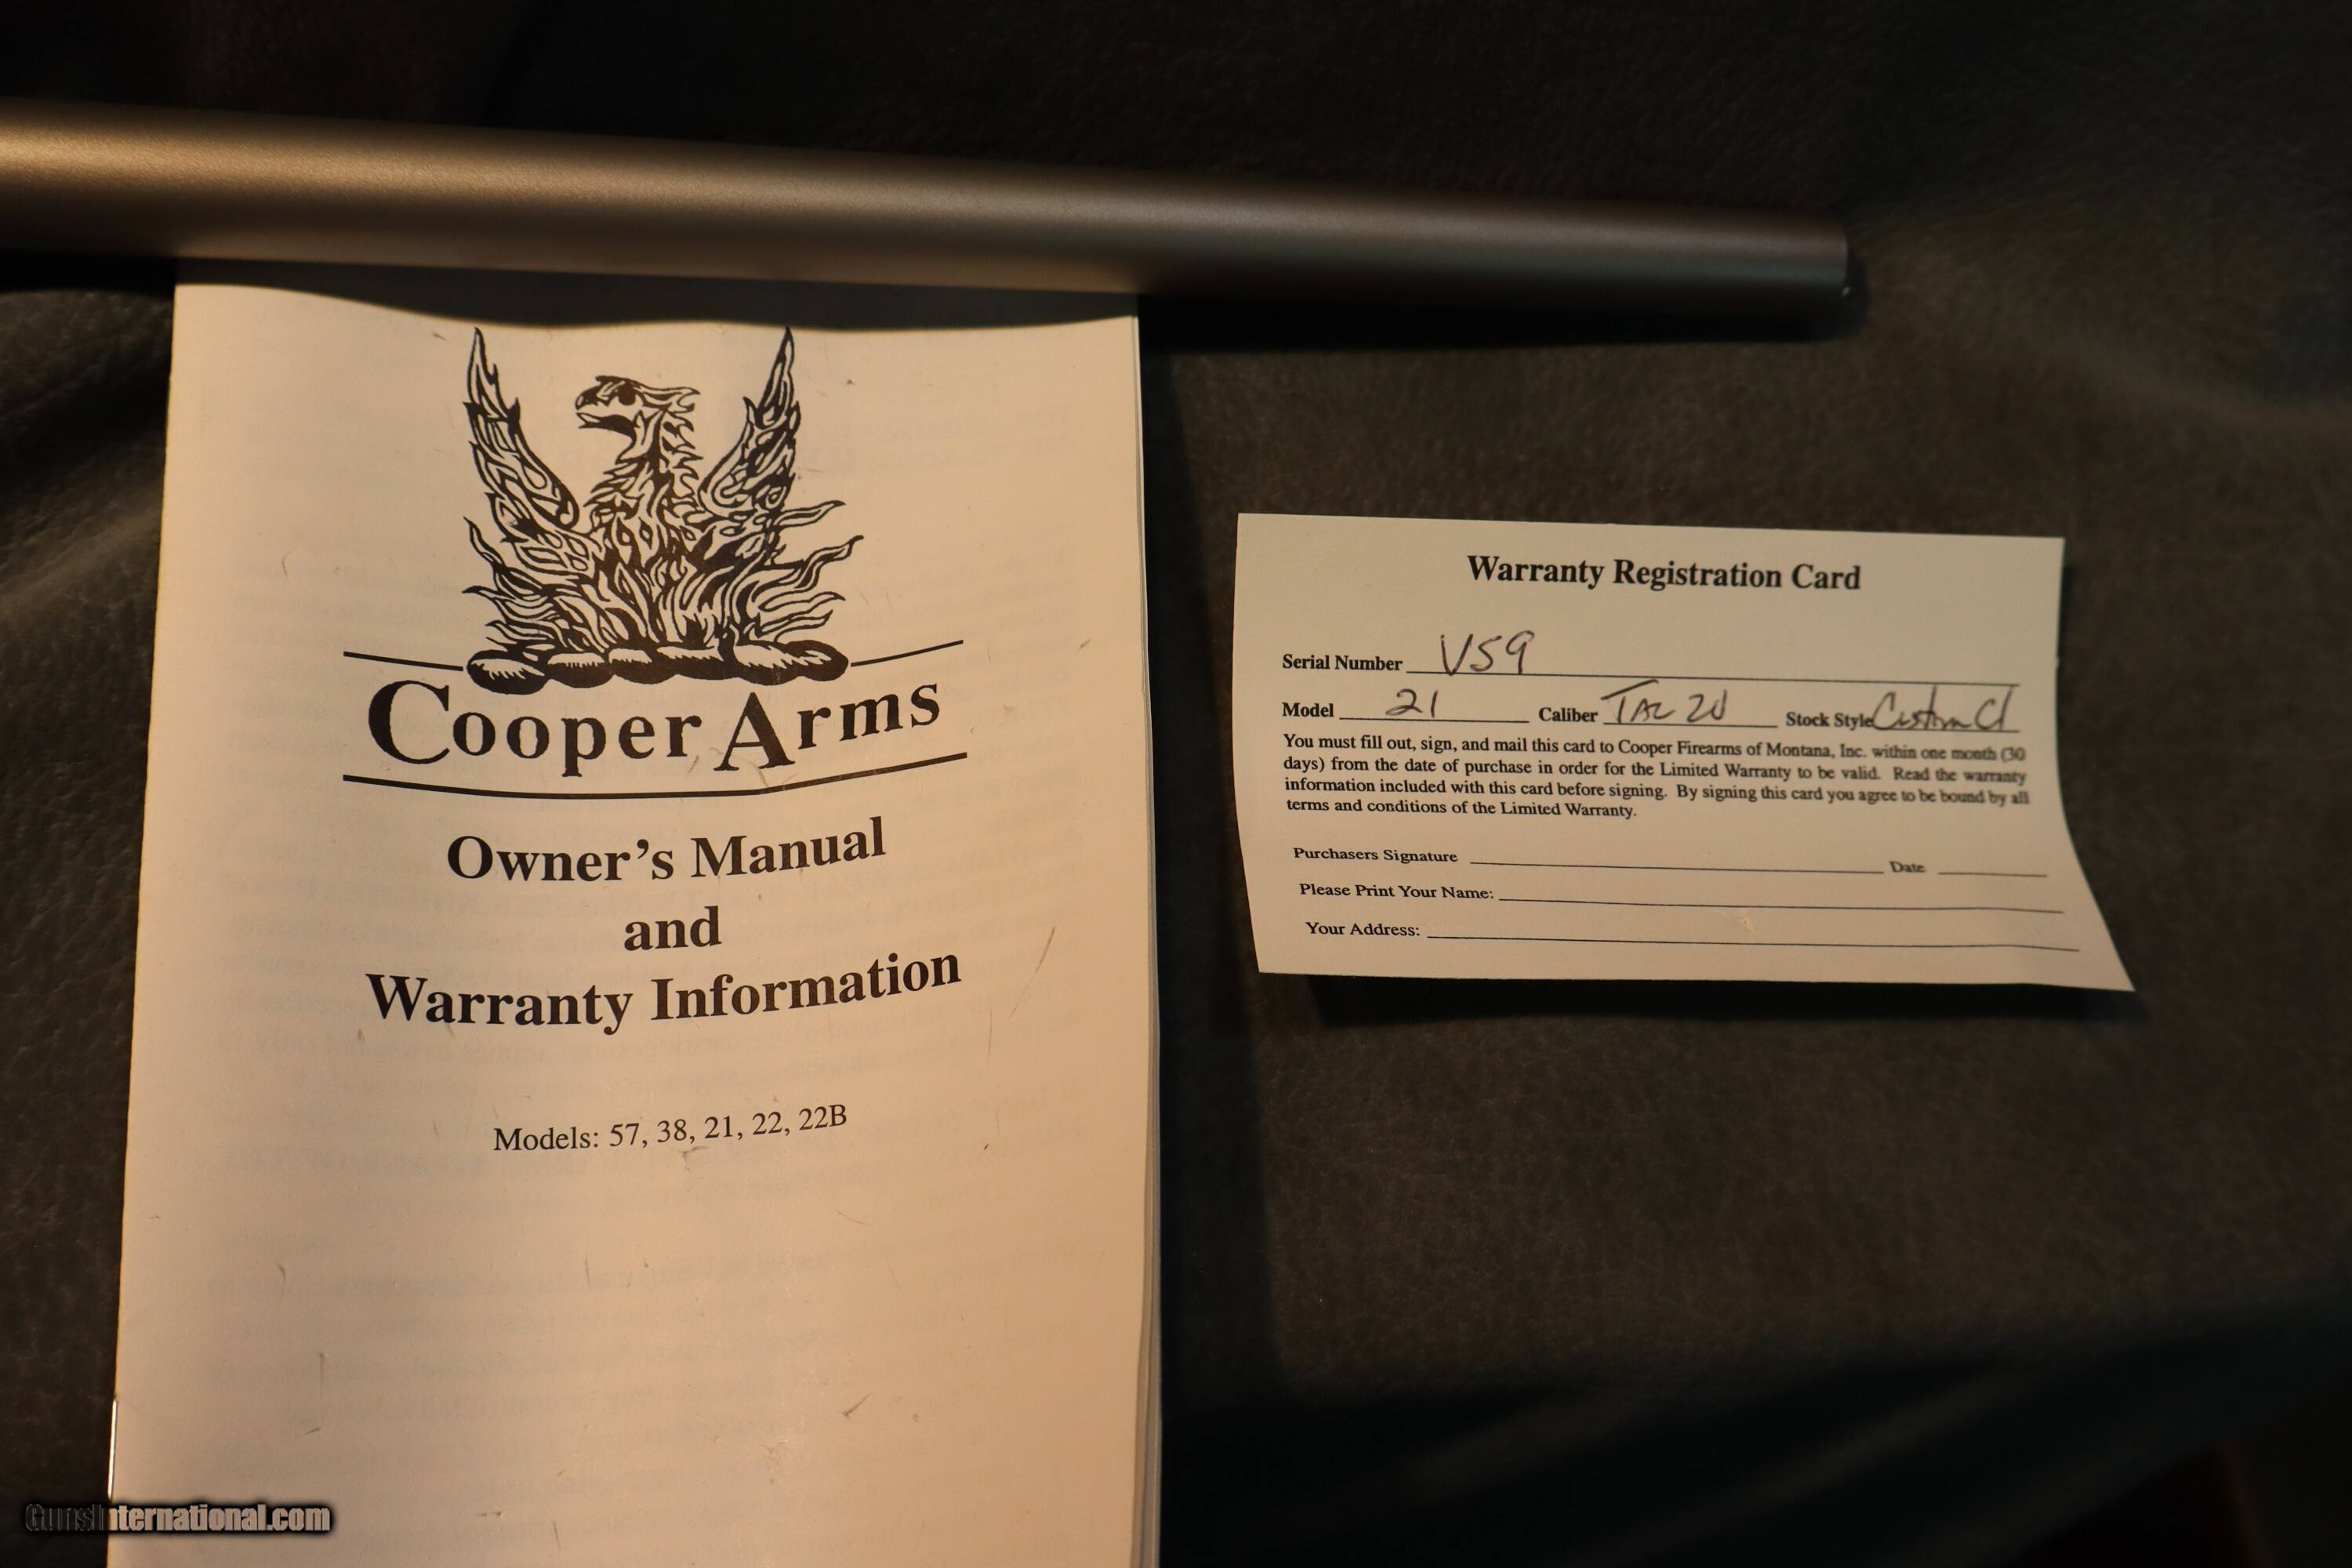 Cooper Arms
Owner's Manual
and
Warranty Information
Models: 57, 38, 21, 22, 22B
Warranty Registration Card
Serial Number VS9
Model 21 Caliber TAC 20 Stock Style Custom Cl
You must fill out, sign, and mail this card to Cooper Firearms of Montana, Inc. within one month (30
days) from the date of purchase in order for the Limited Warranty to be valid. Read the warranty
information included with this card before signing. By signing this card you agree to be bound by all
terms and conditions of the Limited Warranty.
Purchasers Signature Date
Please Print Your Name:
Your Address:
GunsInternational.com